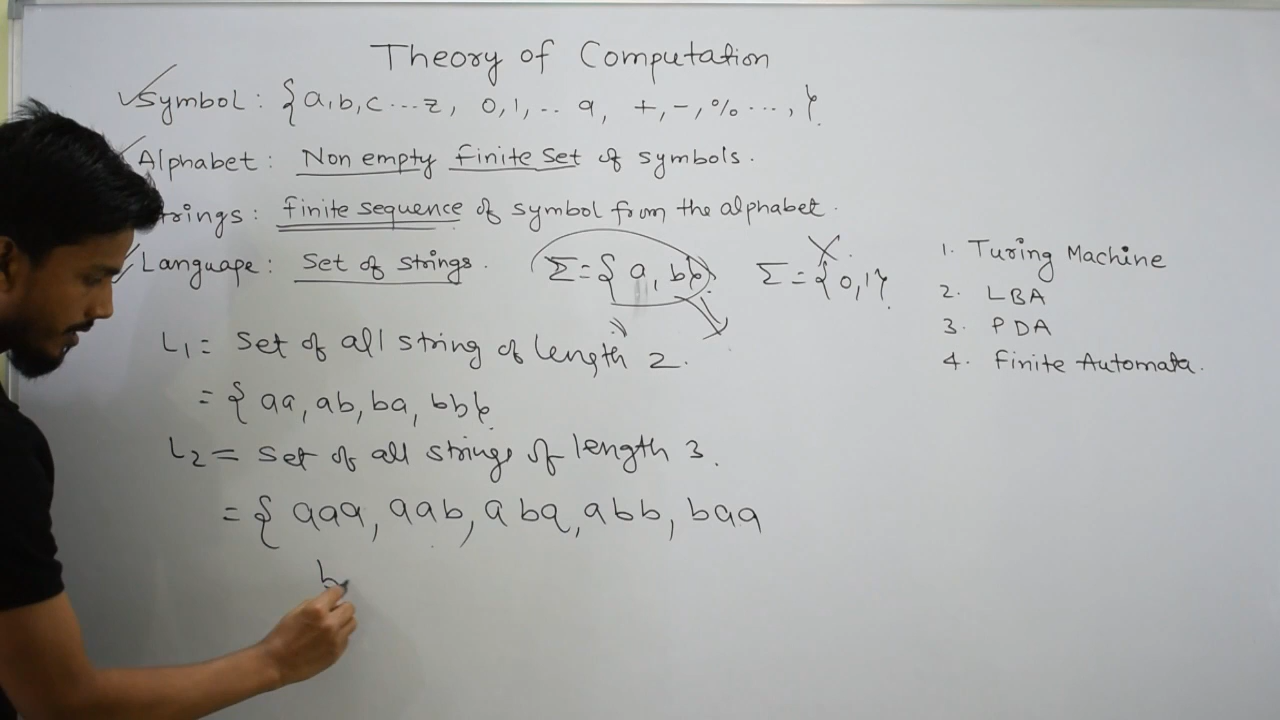 Theory of Computation
Symbol: {a,b,c...z, 0,1,..9, +,-,%...,}.
Alphabet: Non empty finite set of symbols.
trings: finite sequence of symbol from the alphabet.
Language: set of strings. Σ={a,b}. Σ={0,1}.
L1= set of all string of length 2.
= {aa,ab,ba,bb}.
L2= set of all strings of length 3.
= { aaa, aab, aba, abb, baa
b
1. Turing Machine
2. LBA
3. PDA
4. finite Automata.